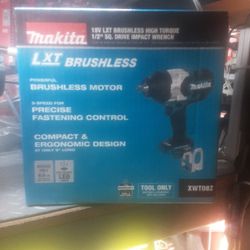 Makita
18V LXT BRUSHLESS HIGH TORQUE
1/2" SQ. DRIVE IMPACT WRENCH
LXT BRUSHLESS
POWERFUL
BRUSHLESS MOTOR
3-SPEED FOR
PRECISE
FASTENING CONTROL
COMPACT &
ERGONOMIC DESIGN
LED
TOOL ONLY
XWT08Z